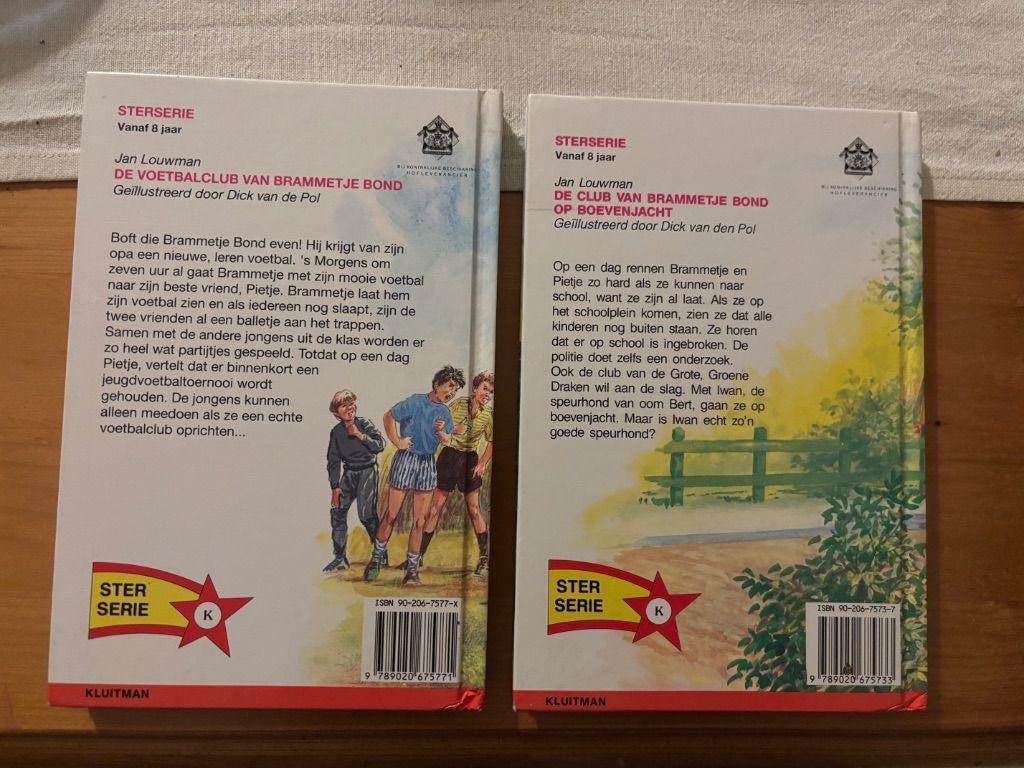 STERSERIE
Vanaf 8 jaar
BIJ KONINKLIJKE BESCHIKKING
HOFLEVERANCIER
Jan Louwman
DE VOETBALCLUB VAN BRAMMETJE BOND
Geïllustreerd door Dick van de Pol
Boft die Brammetje Bond even! Hij krijgt van zijn
opa een nieuwe, leren voetbal. 's Morgens om
zeven uur al gaat Brammetje met zijn mooie voetbal
naar zijn beste vriend, Pietje. Brammetje laat hem
zijn voetbal zien en als iedereen nog slaapt, zijn de
twee vrienden al een balletje aan het trappen.
Samen met de andere jongens uit de klas worden er
zo heel wat partijtjes gespeeld. Totdat op een dag
Pietje, vertelt dat er binnenkort een
jeugdvoetbaltoernooi wordt
gehouden. De jongens kunnen
alleen meedoen als ze een echte
voetbalclub oprichten...
STER
SERIE
K
ISBN 90-206-7577-X
9 789020 675771
KLUITMAN
STERSERIE
Vanaf 8 jaar
BIJ KONINKLIJKE BESCHIKKING
HOFLEVERANCIER
Jan Louwman
DE CLUB VAN BRAMMETJE BOND
OP BOEVENJACHT
Geïllustreerd door Dick van den Pol
Op een dag rennen Brammetje en
Pietje zo hard als ze kunnen naar
school, want ze zijn al laat. Als ze op
het schoolplein komen, zien ze dat alle
kinderen nog buiten staan. Ze horen
dat er op school is ingebroken. De
politie doet zelfs een onderzoek.
Ook de club van de Grote, Groene
Draken wil aan de slag. Met Iwan, de
speurhond van oom Bert, gaan ze op
boevenjacht. Maar is Iwan echt zo'n
goede speurhond?
STER
SERIE
K
ISBN 90-206-7573-7
9 789020 675733
KLUITMAN